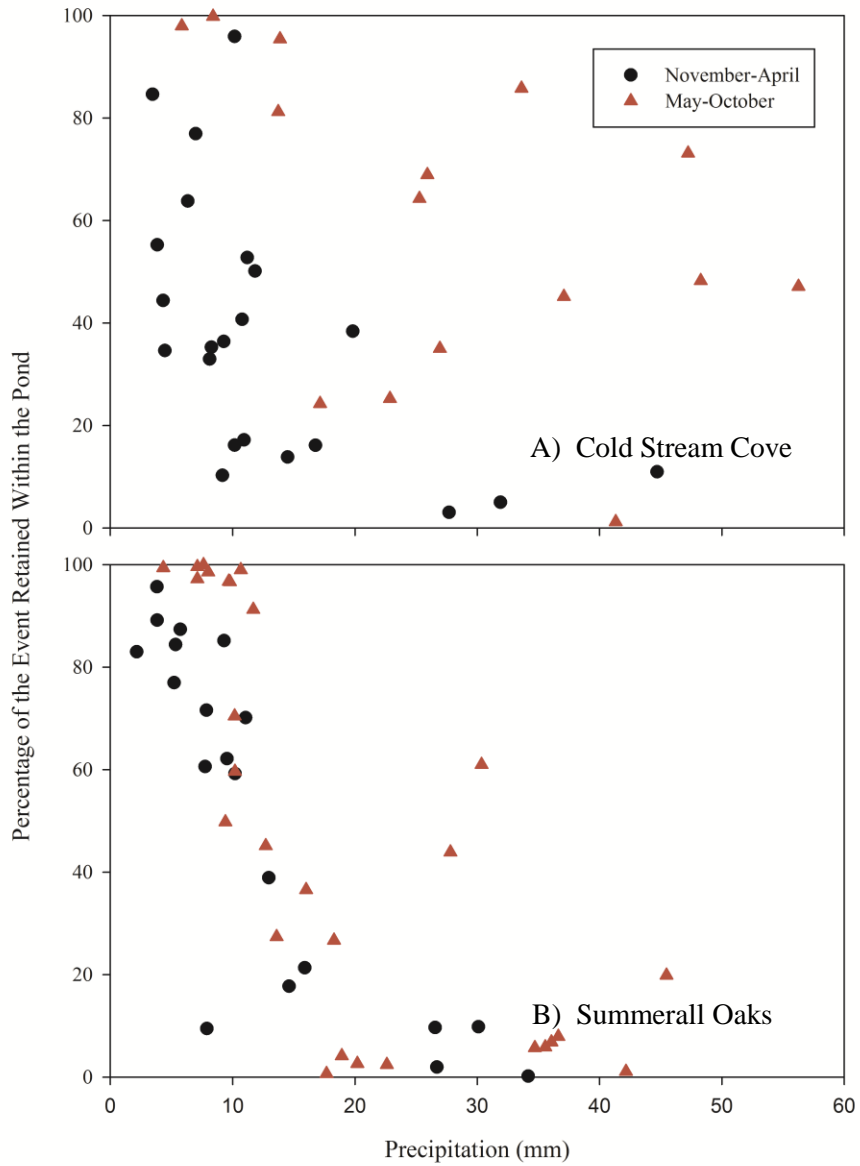 100
80
60
40
20
0
November-April
May-October
A) Cold Stream Cove
Percentage of the Event Retained Within the Pond
100
80
60
40
20
0
B) Summerall Oaks
0 10 20 30 40 50 60
Precipitation (mm)